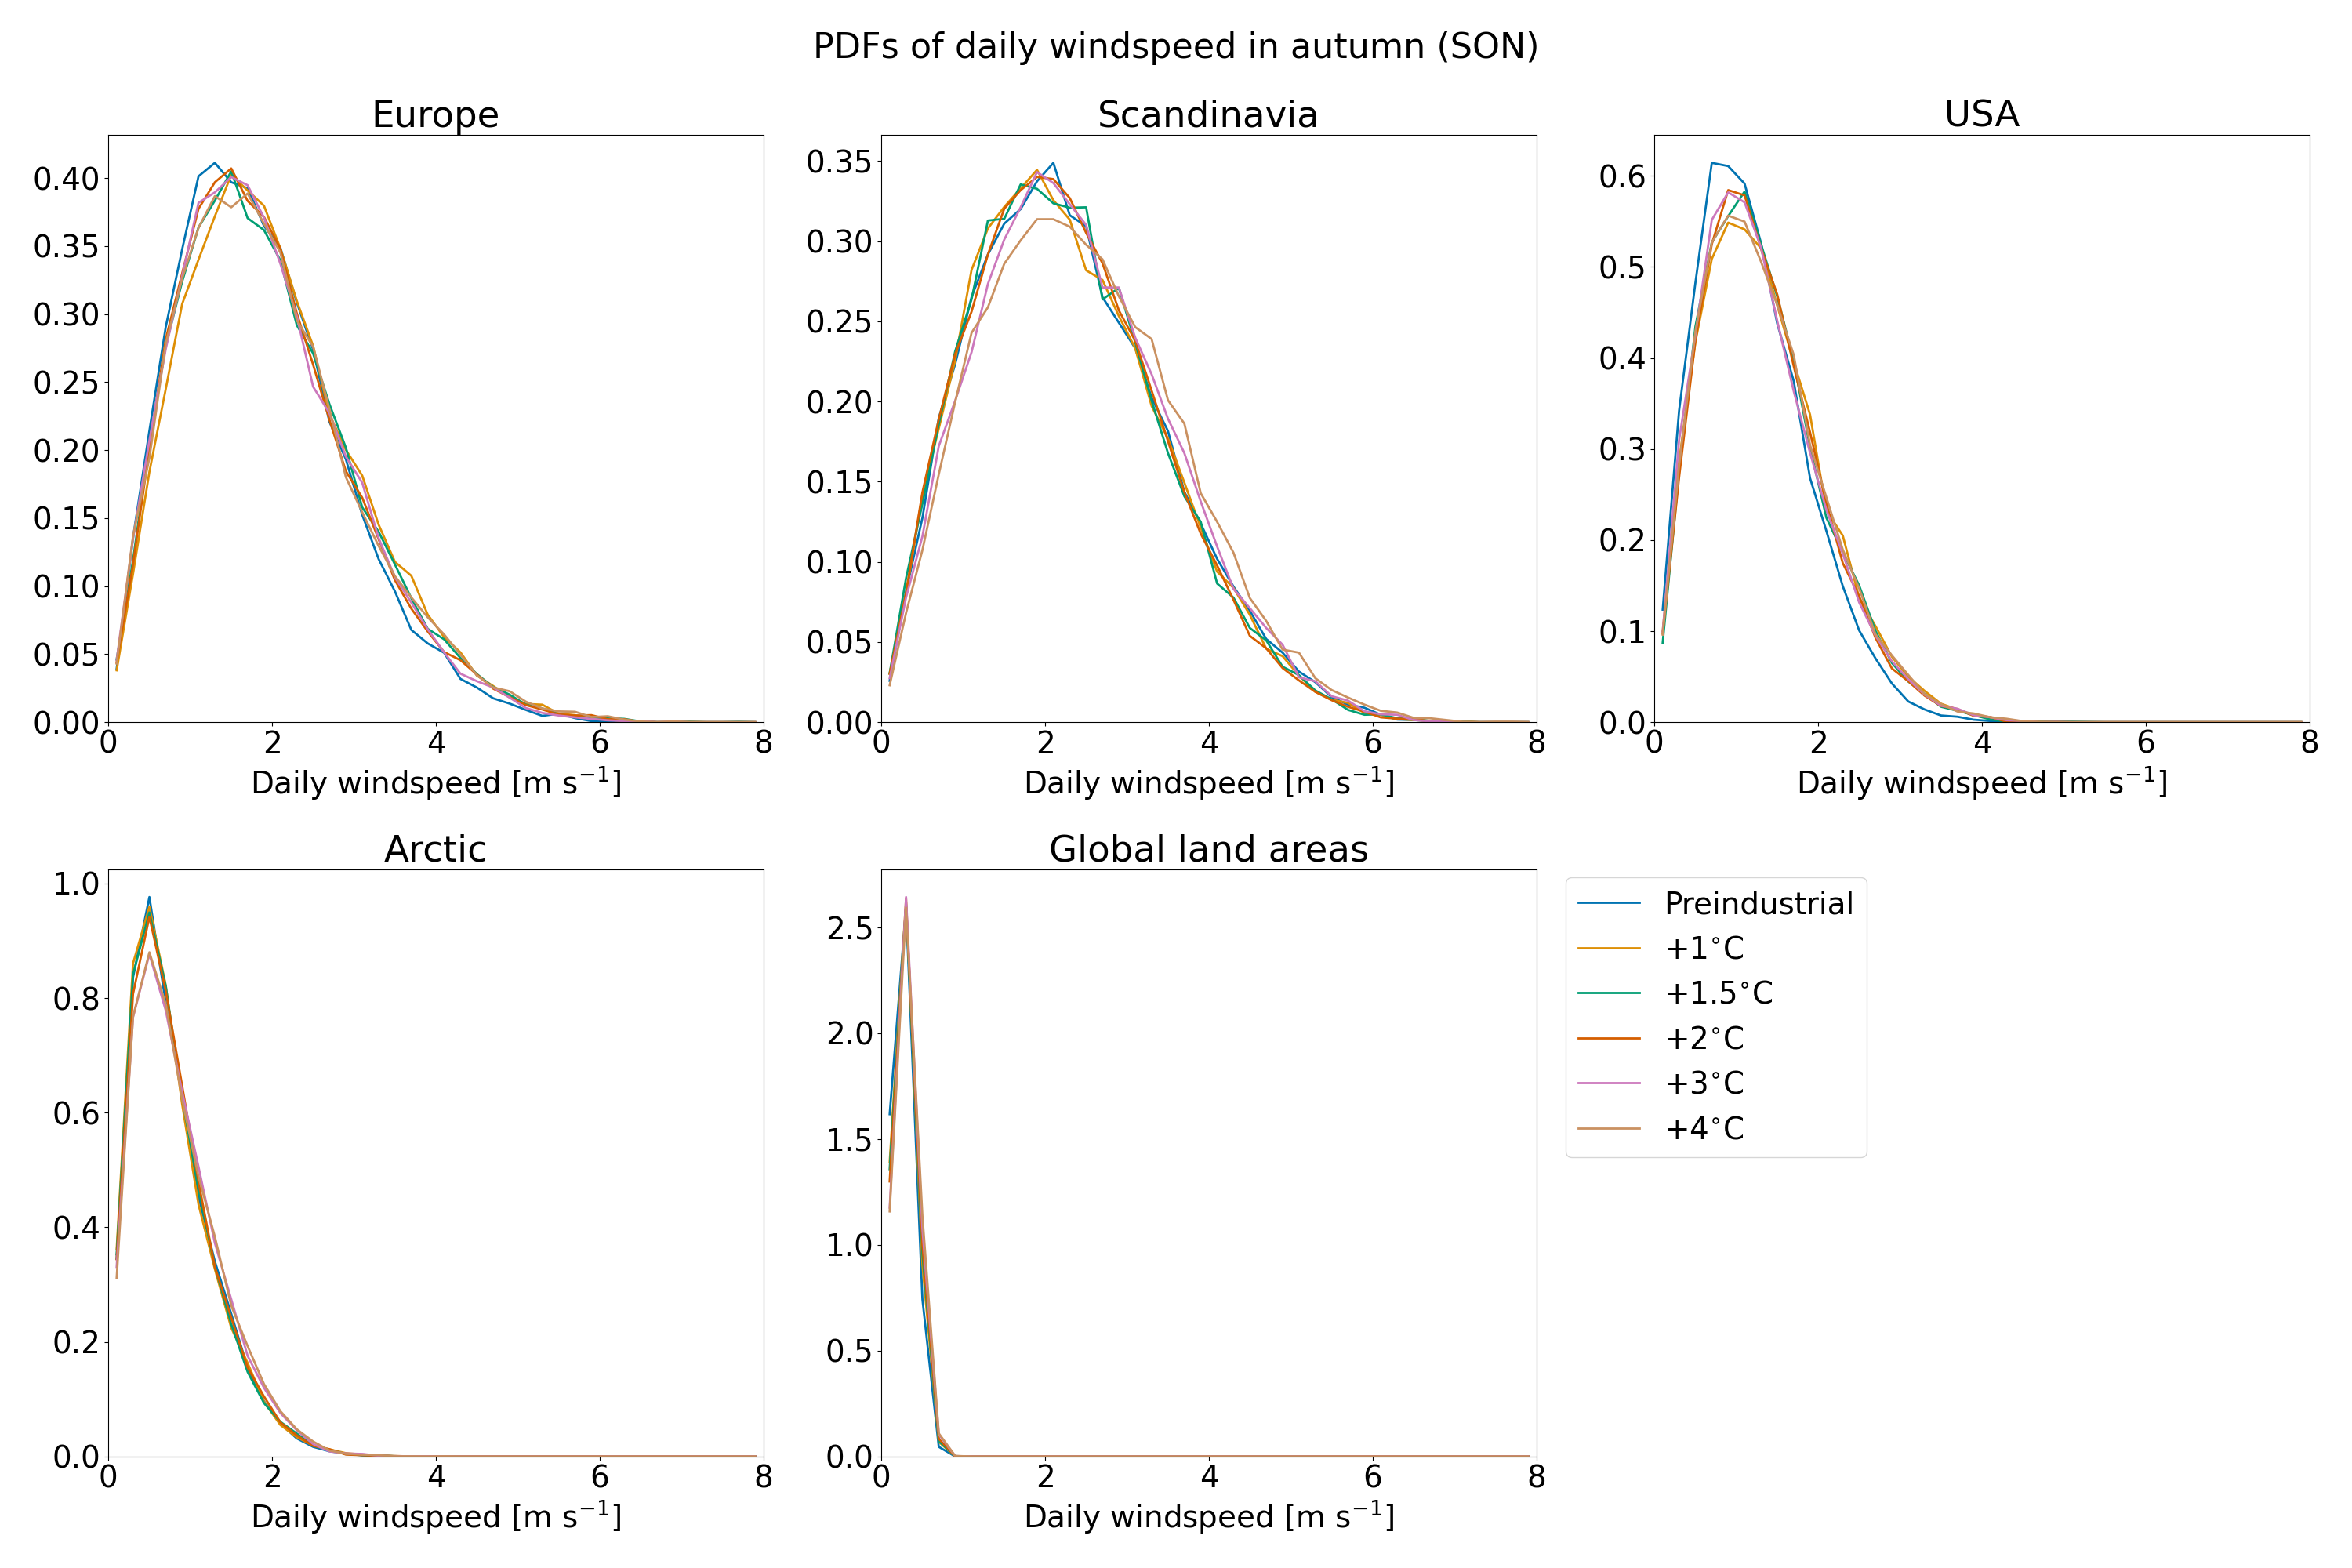 PDFs of daily windspeed in autumn (SON)
Europe
0.40
0.35
0.30
0.25
0.20
0.15
0.10
0.05
0.00
0 2 4 6 8
Daily windspeed [m s⁻¹]
Scandinavia
0.35
0.30
0.25
0.20
0.15
0.10
0.05
0.00
0 2 4 6 8
Daily windspeed [m s⁻¹]
USA
0.6
0.5
0.4
0.3
0.2
0.1
0.0
0 2 4 6 8
Daily windspeed [m s⁻¹]
Arctic
1.0
0.8
0.6
0.4
0.2
0.0
0 2 4 6 8
Daily windspeed [m s⁻¹]
Global land areas
2.5
2.0
1.5
1.0
0.5
0.0
0 2 4 6 8
Daily windspeed [m s⁻¹]
Preindustrial
+1°C
+1.5°C
+2°C
+3°C
+4°C